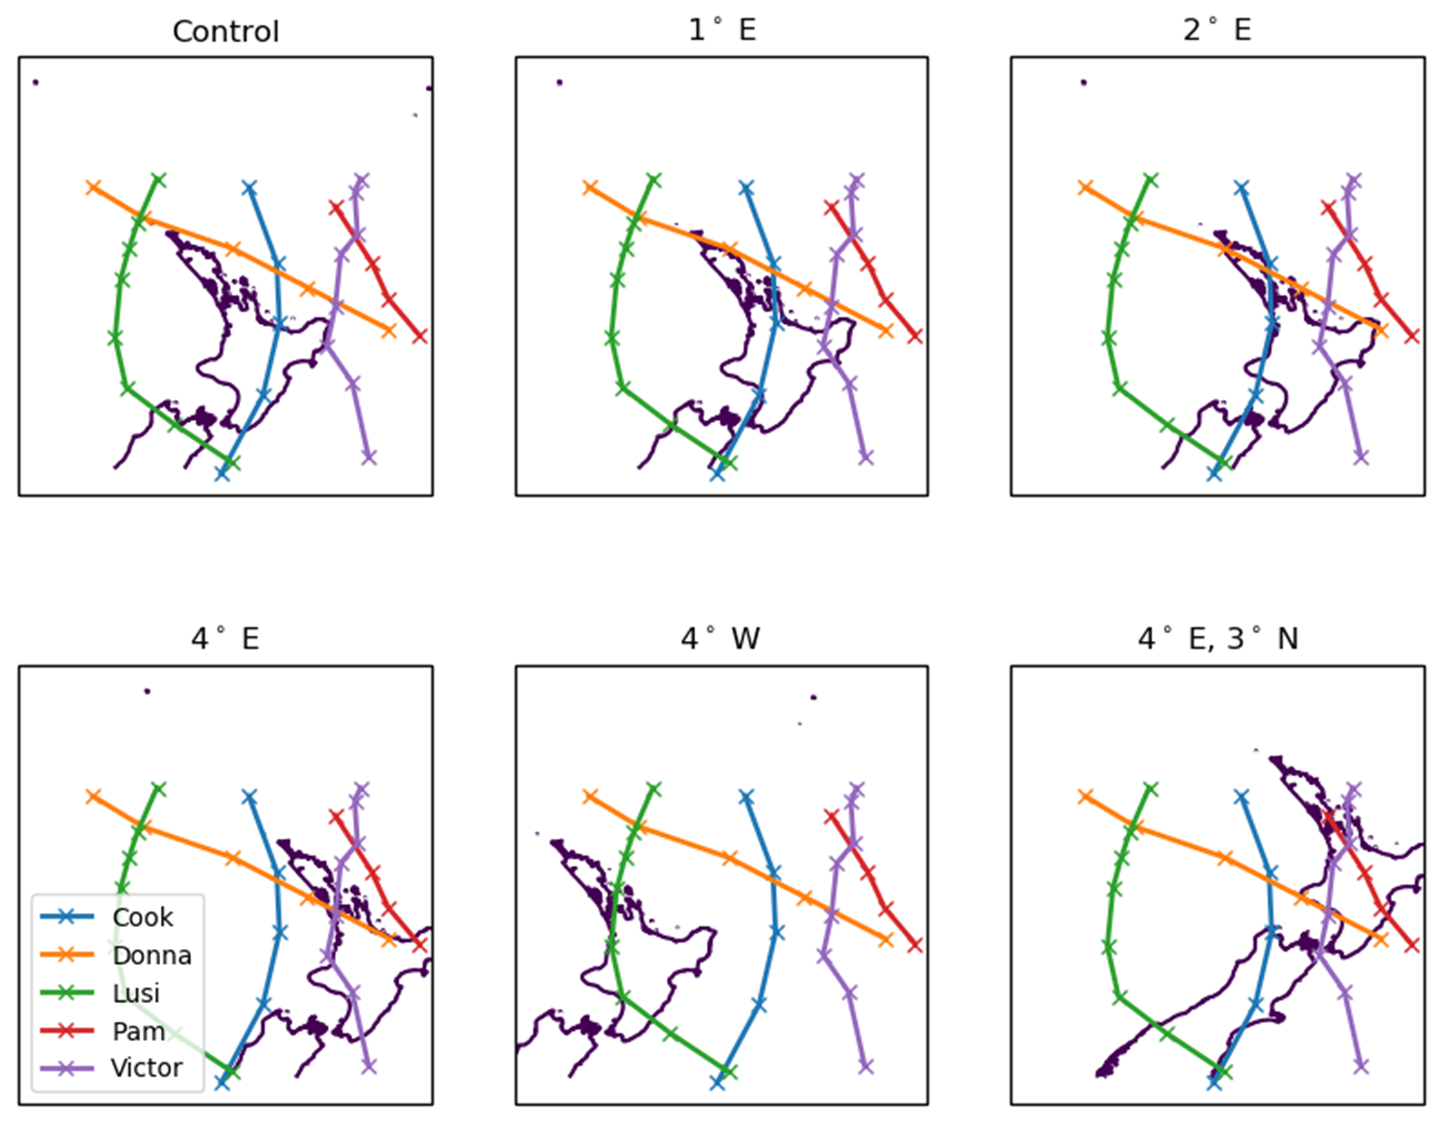 Control
1° E
2° E
4° E
4° W
4° E, 3° N
Cook
Donna
Lusi
Pam
Victor